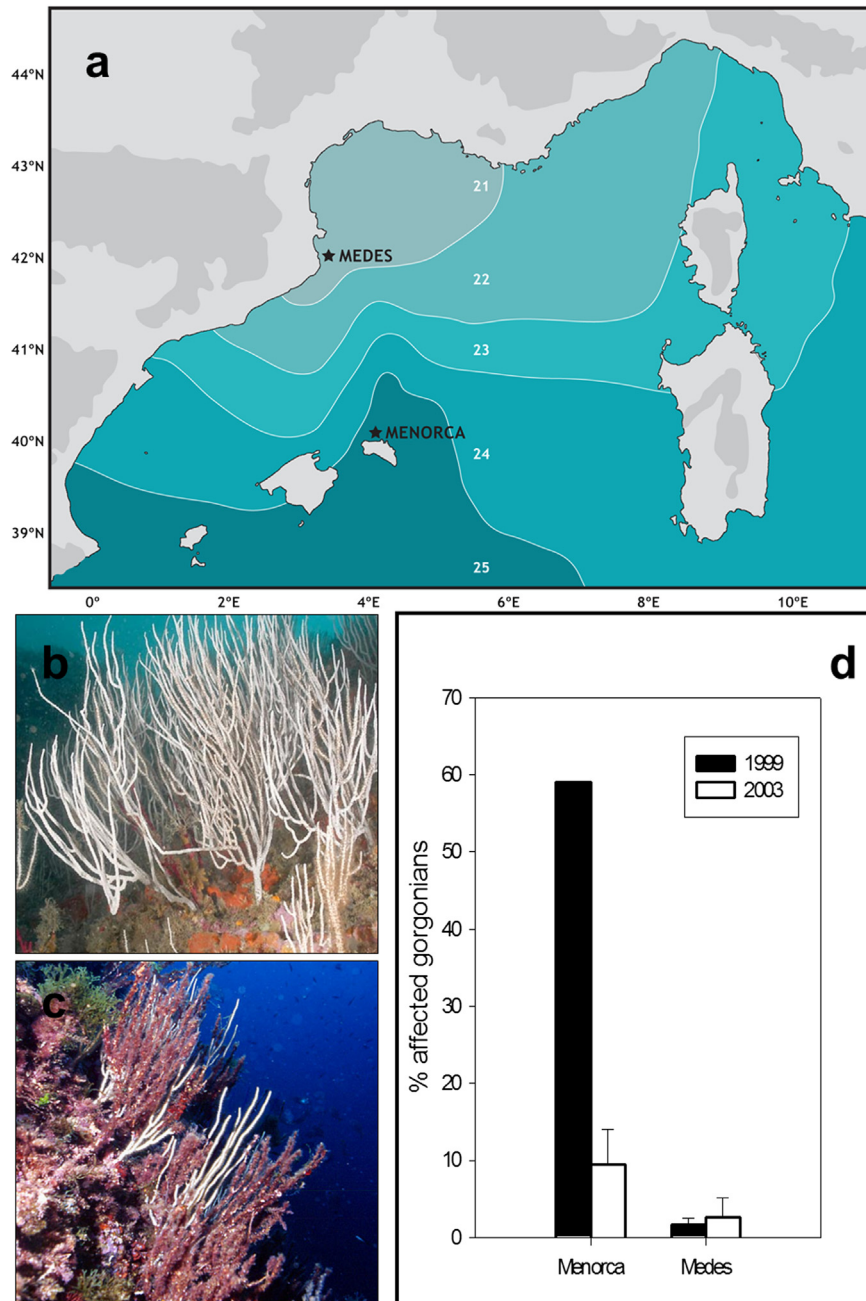 a
44°N
43°N
42°N
41°N
40°N
39°N
21
★MEDES
22
23
★MENORCA
24
25
0°
2°E
4°E
6°E
8°E
10°E
b
c
d
70
60
50
40
30
20
10
0
% affected gorgonians
1999
2003
Menorca
Medes